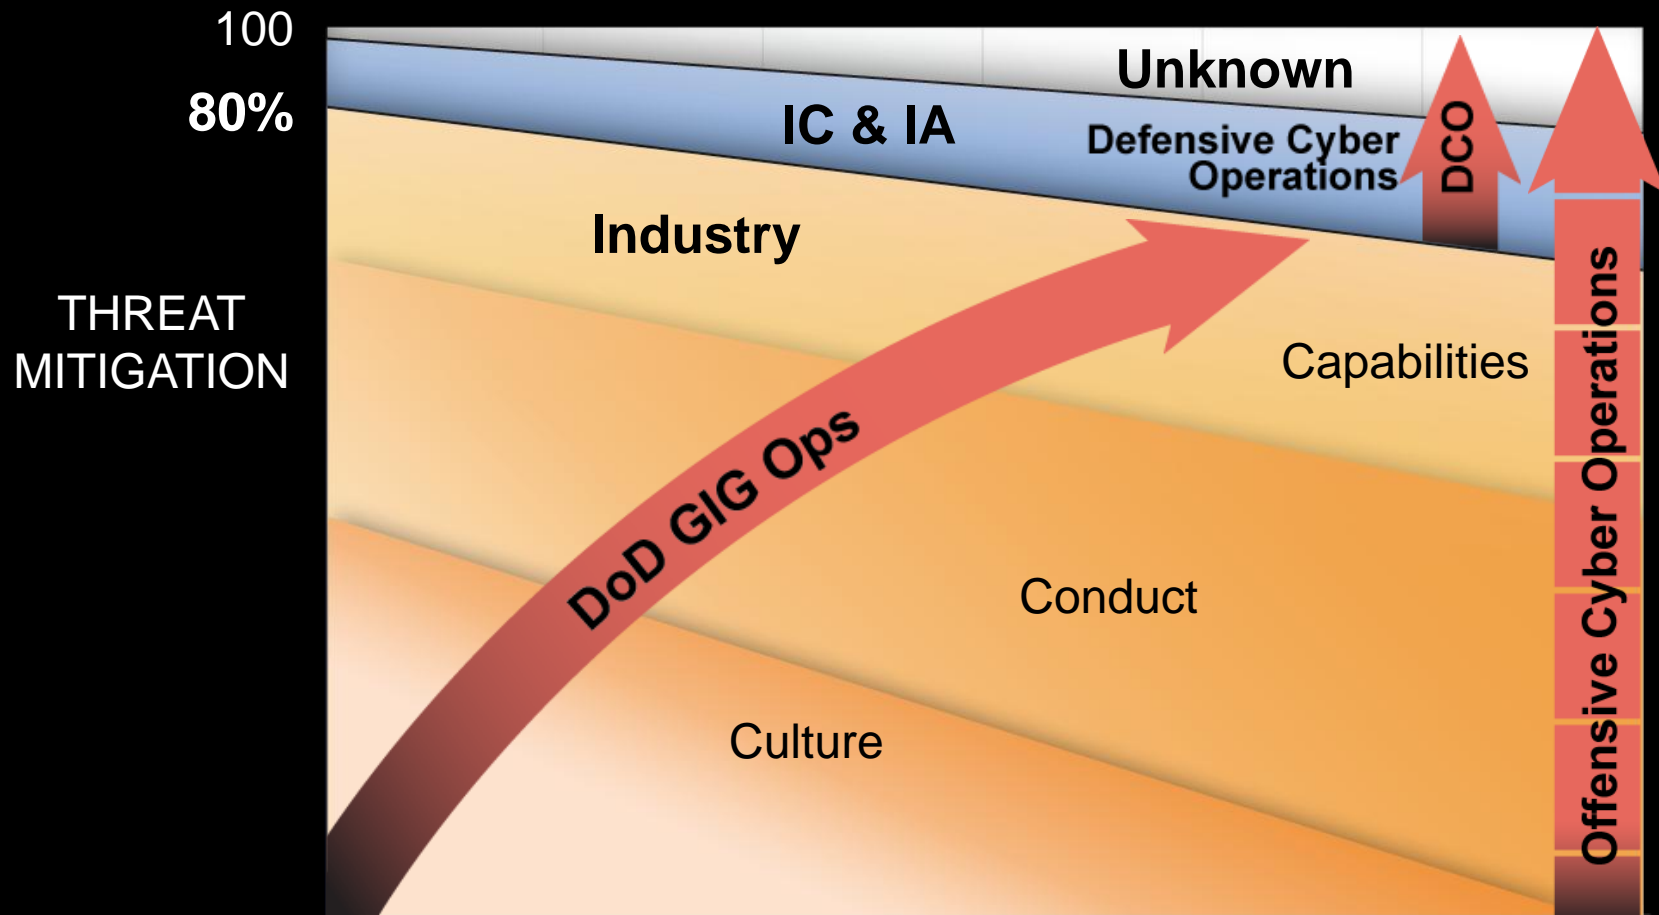 100
80%
THREAT
MITIGATION
Unknown
IC & IA
Defensive Cyber
Operations
DCO
Industry
Capabilities
DoD GIG Ops
Conduct
Culture
Offensive Cyber Operations